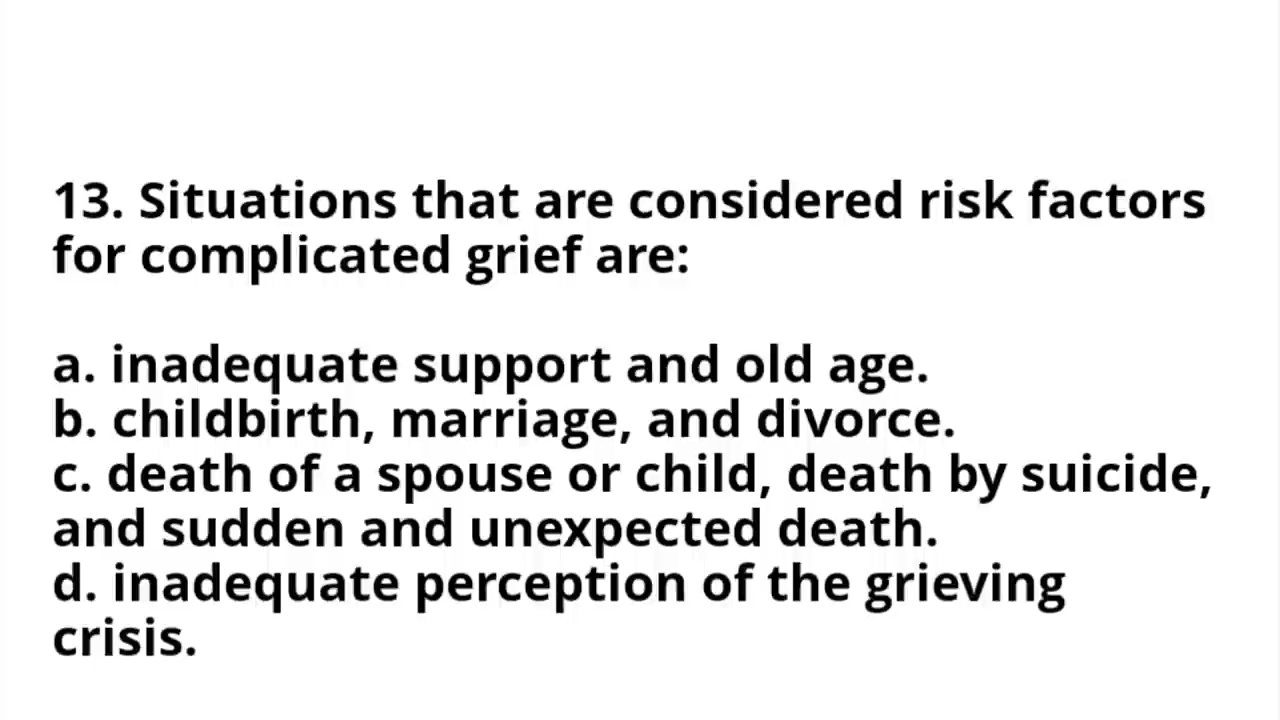 13. Situations that are considered risk factors
for complicated grief are:
a. inadequate support and old age.
b. childbirth, marriage, and divorce.
c. death of a spouse or child, death by suicide,
and sudden and unexpected death.
d. inadequate perception of the grieving
crisis.